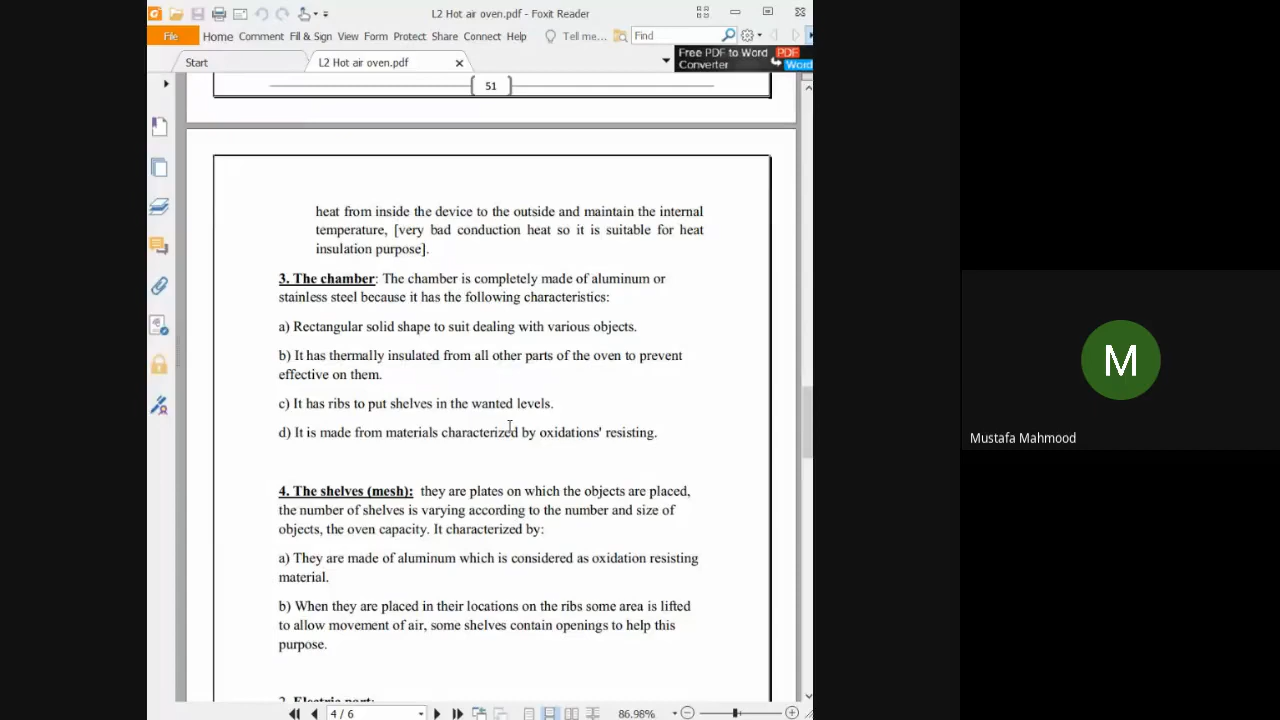 L2 Hot air oven.pdf - Foxit Reader
File Home Comment Fill & Sign View Form Protect Share Connect Help Tell me... Find
Start L2 Hot air oven.pdf
Free PDF to Word Converter PDF Word
51
heat from inside the device to the outside and maintain the internal
temperature, [very bad conduction heat so it is suitable for heat
insulation purpose].
3. The chamber: The chamber is completely made of aluminum or
stainless steel because it has the following characteristics:
a) Rectangular solid shape to suit dealing with various objects.
b) It has thermally insulated from all other parts of the oven to prevent
effective on them.
c) It has ribs to put shelves in the wanted levels.
d) It is made from materials characterized by oxidations' resisting.
4. The shelves (mesh): they are plates on which the objects are placed,
the number of shelves is varying according to the number and size of
objects, the oven capacity. It characterized by:
a) They are made of aluminum which is considered as oxidation resisting
material.
b) When they are placed in their locations on the ribs some area is lifted
to allow movement of air, some shelves contain openings to help this
purpose.
2. Electric part:
4 / 6 86.98%
M
Mustafa Mahmood